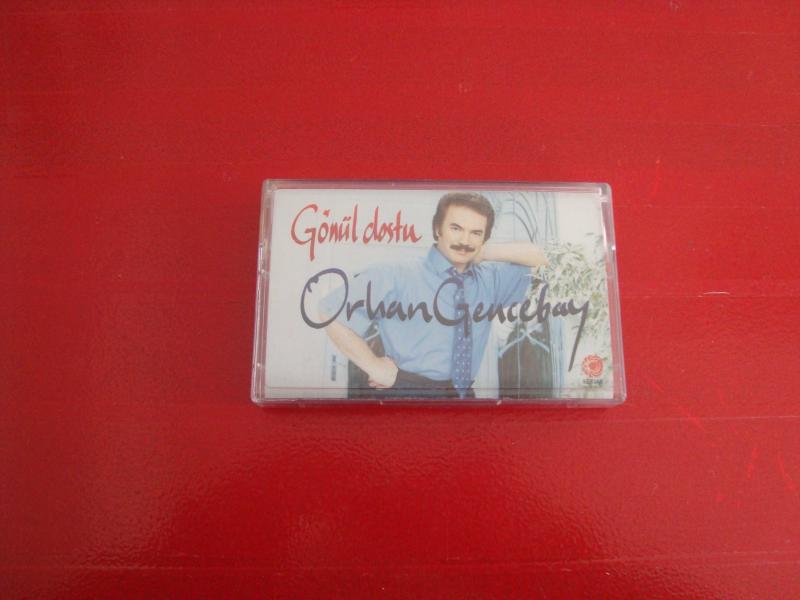 Gönül dostu
Orhan Gencebay